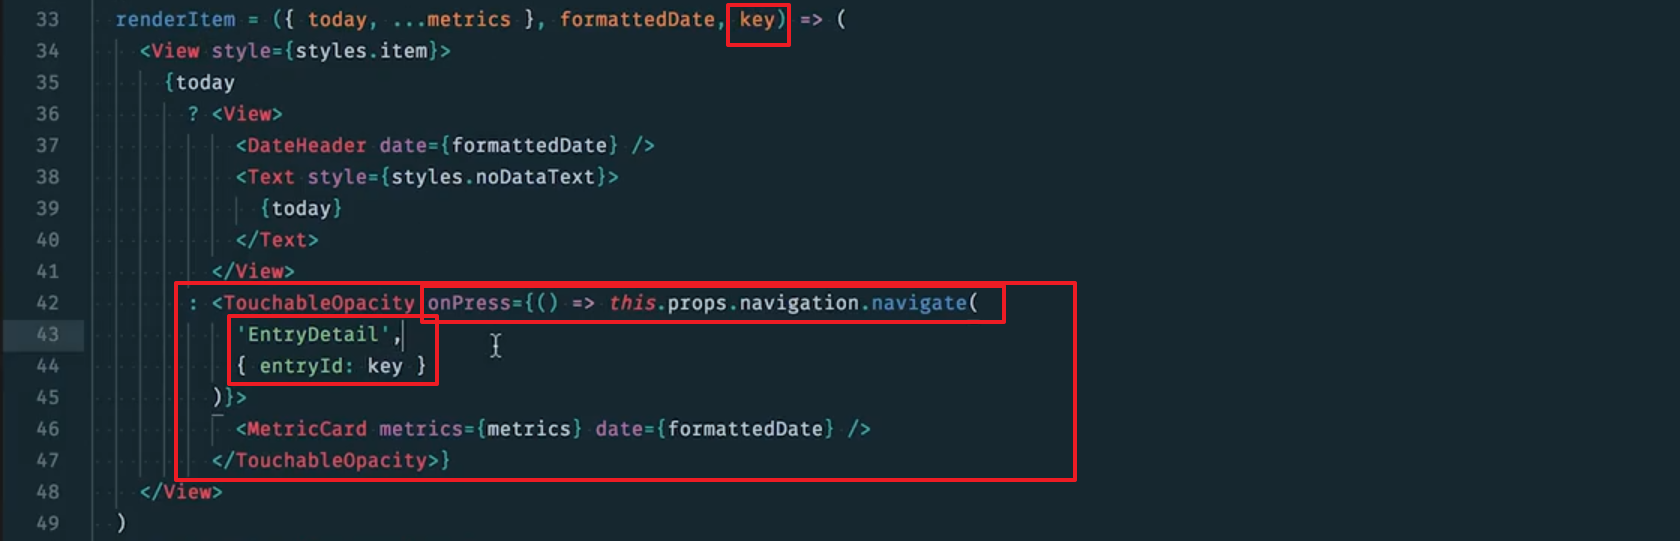 33 renderItem = ({ today, ...metrics }, formattedDate, key) => (
34 <View style={styles.item}>
35 {today
36 ? <View>
37 <DateHeader date={formattedDate} />
38 <Text style={styles.noDataText}>
39 {today}
40 </Text>
41 </View>
42 : <TouchableOpacity onPress={() => this.props.navigation.navigate(
43 'EntryDetail',
44 { entryId: key }
45 )}>
46 <MetricCard metrics={metrics} date={formattedDate} />
47 </TouchableOpacity>}
48 </View>
49 )